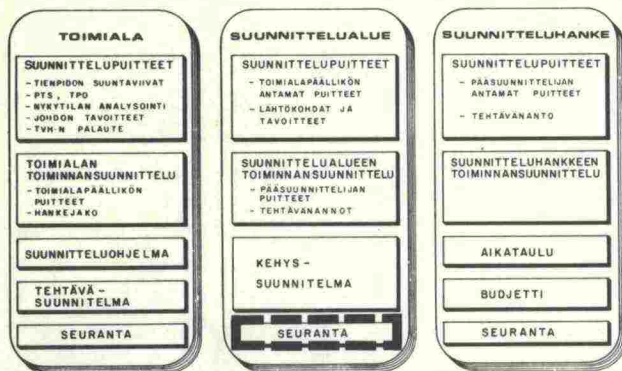 TOIMIALA
SUUNNITTELUPUITTEET
- TIENPIDON SUUNTAVIIVAT
- PTS, TPO
- NYKYTILAN ANALYSOINTI
- JOHDON TAVOITTEET
- TVH:N PALAUTE
TOIMIALAN
TOIMINNANSUUNNITTELU
- TOIMIALAPÄÄLLIKÖN
PUITTEET
- HANKEJAKO
SUUNNITTELUOHJELMA
TEHTÄVÄ -
SUUNNITELMA
SEURANTA
SUUNNITTELUALUE
SUUNNITTELUPUITTEET
- TOIMIALAPÄÄLLIKÖN
ANTAMAT PUITTEET
- LÄHTÖKOHDAT JA
TAVOITTEET
SUUNNITTELUALUEEN
TOIMINNANSUUNNITTELU
- PÄÄSUUNNITTELIJAN
PUITTEET
- TEHTÄVÄNANNOT
KEHYS -
SUUNNITELMA
SEURANTA
SUUNNITTELUHANKE
SUUNNITTELUPUITTEET
- PÄÄSUUNNITTELIJAN
ANTAMAT PUITTEET
- TEHTÄVÄNANTO
SUUNNITTELUHANKKEEN
TOIMINNANSUUNNITTELU
AIKATAULU
BUDJETTI
SEURANTA